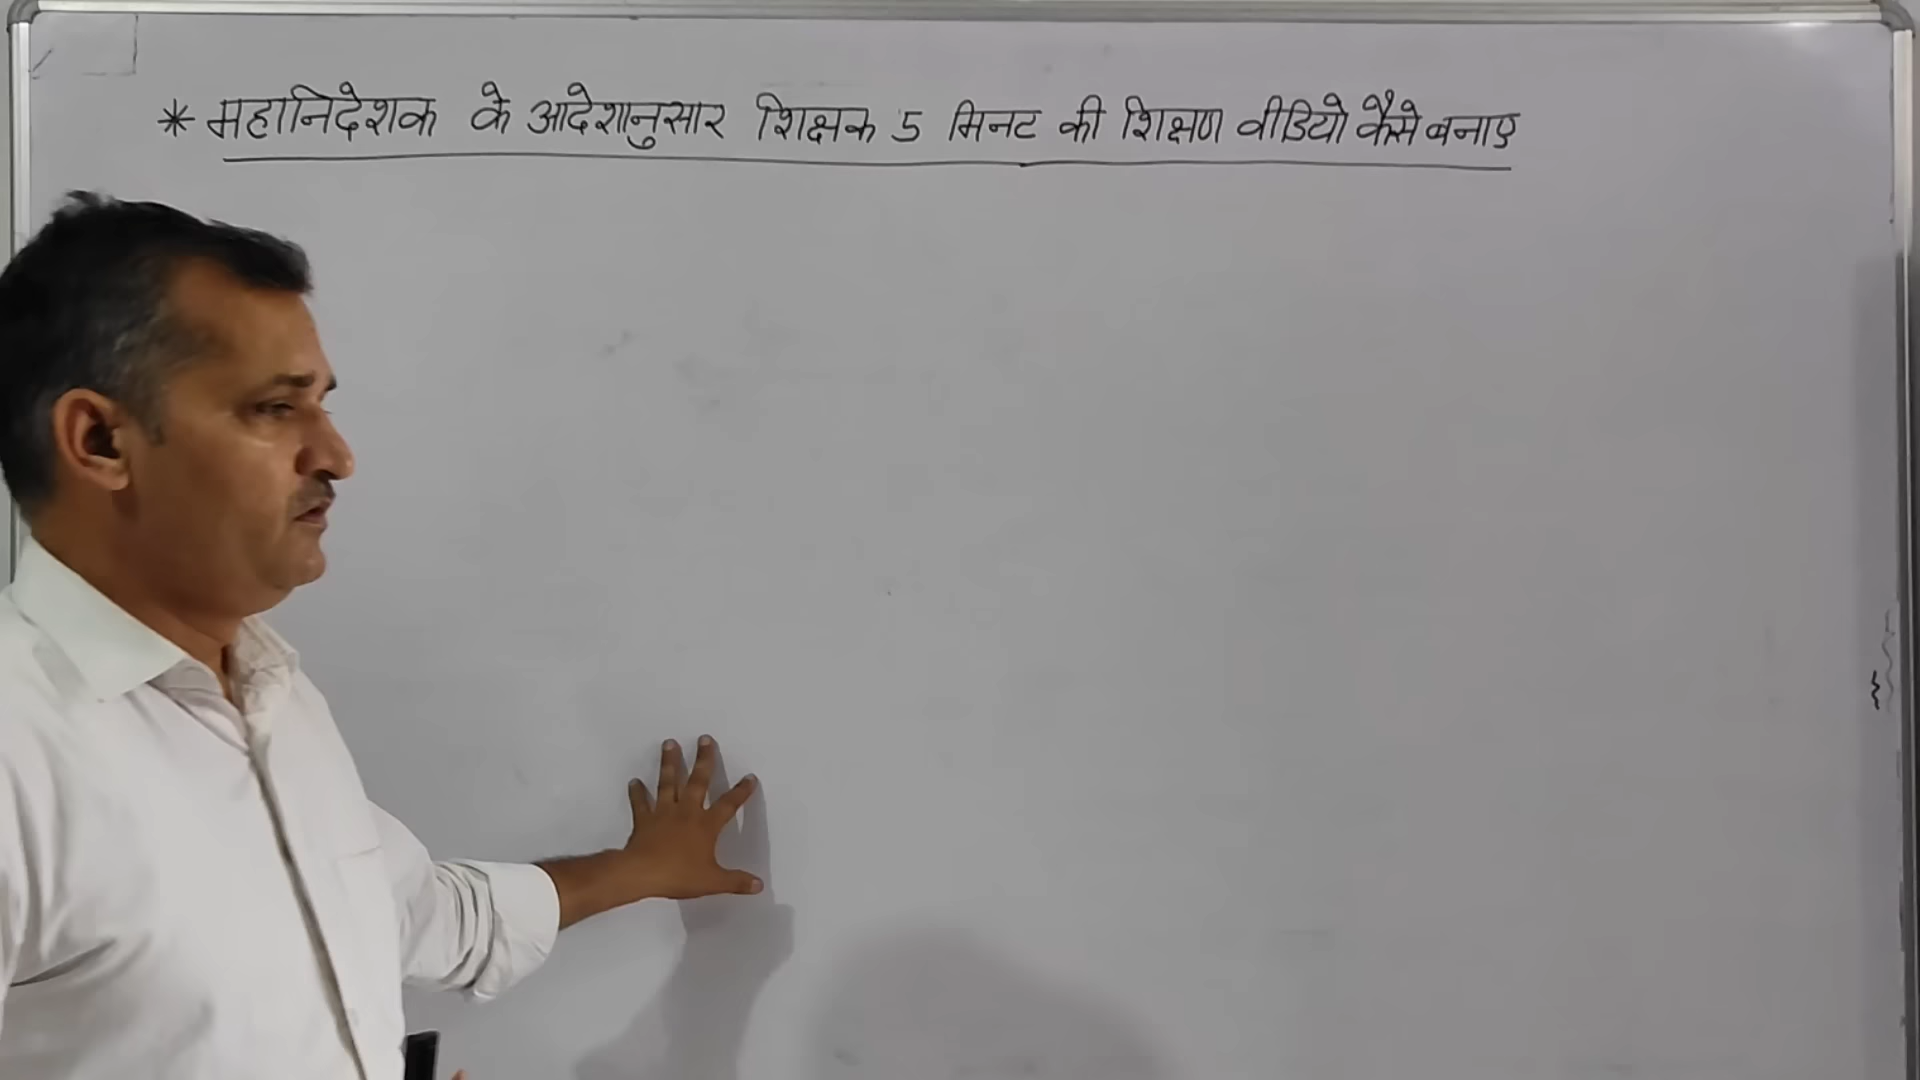 * महानिदेशक के आदेशानुसार शिक्षक 5 मिनट की शिक्षण वीडियो कैसे बनाए